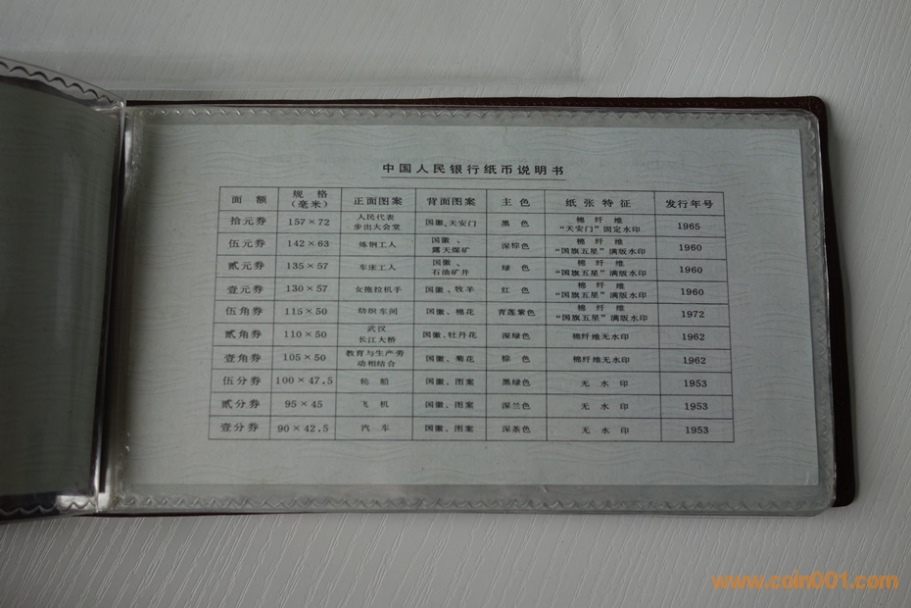 中国人民银行纸币说明书
面 额 规 格（毫米） 正面图案 背面图案 主 色 纸 张 特 征 发行年号
拾元券 157×72 人民代表步出大会堂 国徽、天安门 黑 色 棉 纤 维“天安门”固定水印 1965
伍元券 142×63 炼钢工人 国徽、露天煤矿 深棕色 棉 纤 维“国旗五星”满版水印 1960
贰元券 135×57 车床工人 国徽、石油矿井 绿 色 棉 纤 维“国旗五星”满版水印 1960
壹元券 130×57 女拖拉机手 国徽、牧羊 红 色 棉 纤 维“国旗五星”满版水印 1960
伍角券 115×50 纺织车间 国徽、棉花 青莲紫色 棉 纤 维“国旗五星”满版水印 1972
贰角券 110×50 武汉长江大桥 国徽、牡丹花 深绿色 棉纤维无水印 1962
壹角券 105×50 教育与生产劳动相结合 国徽、菊花 棕 色 棉纤维无水印 1962
伍分券 100×47.5 轮 船 国徽、图案 墨绿色 无 水 印 1953
贰分券 95×45 飞 机 国徽、图案 深兰色 无 水 印 1953
壹分券 90×42.5 汽 车 国徽、图案 深茶色 无 水 印 1953
www.coin001.com